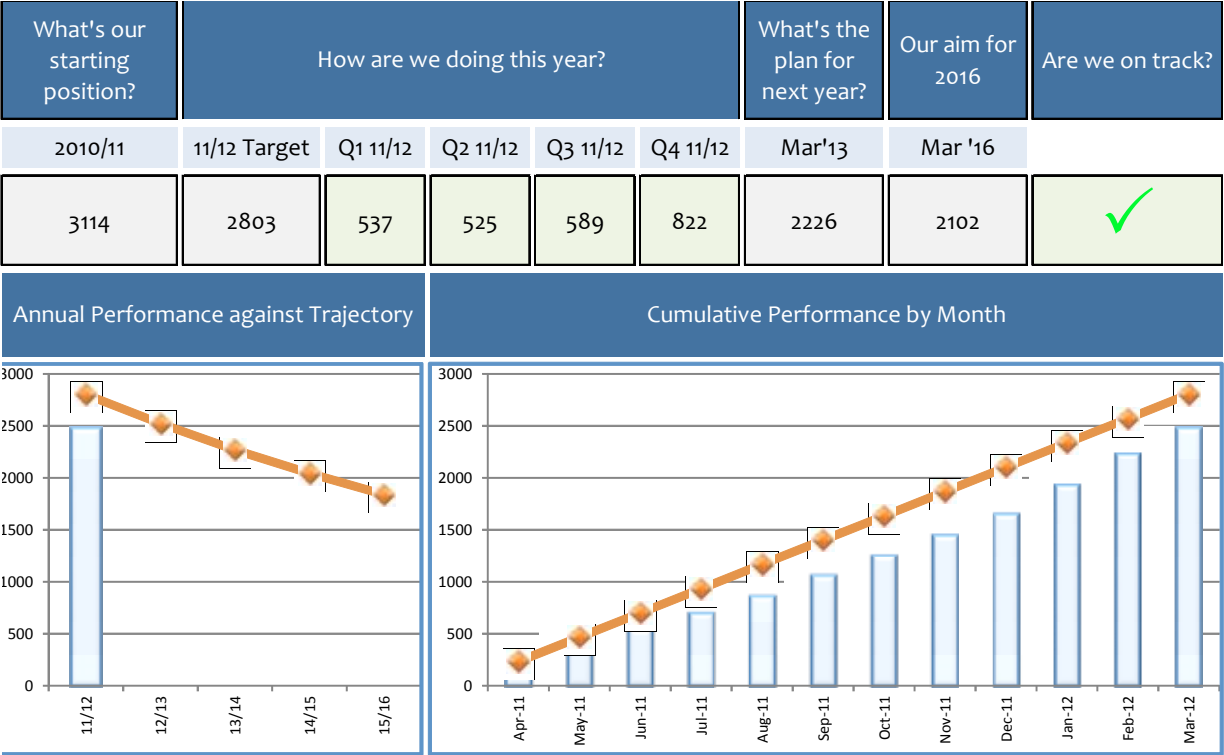 What's our
starting
position?
How are we doing this year?
What's the
plan for
next year?
Our aim for
2016
Are we on track?
2010/11
11/12 Target
Q1 11/12
Q2 11/12
Q3 11/12
Q4 11/12
Mar'13
Mar '16
3114
2803
537
525
589
822
2226
2102
Annual Performance against Trajectory
Cumulative Performance by Month
3000
2500
2000
1500
1000
500
0
11/12
12/13
13/14
14/15
15/16
3000
2500
2000
1500
1000
500
0
Apr-11
May-11
Jun-11
Jul-11
Aug-11
Sep-11
Oct-11
Nov-11
Dec-11
Jan-12
Feb-12
Mar-12